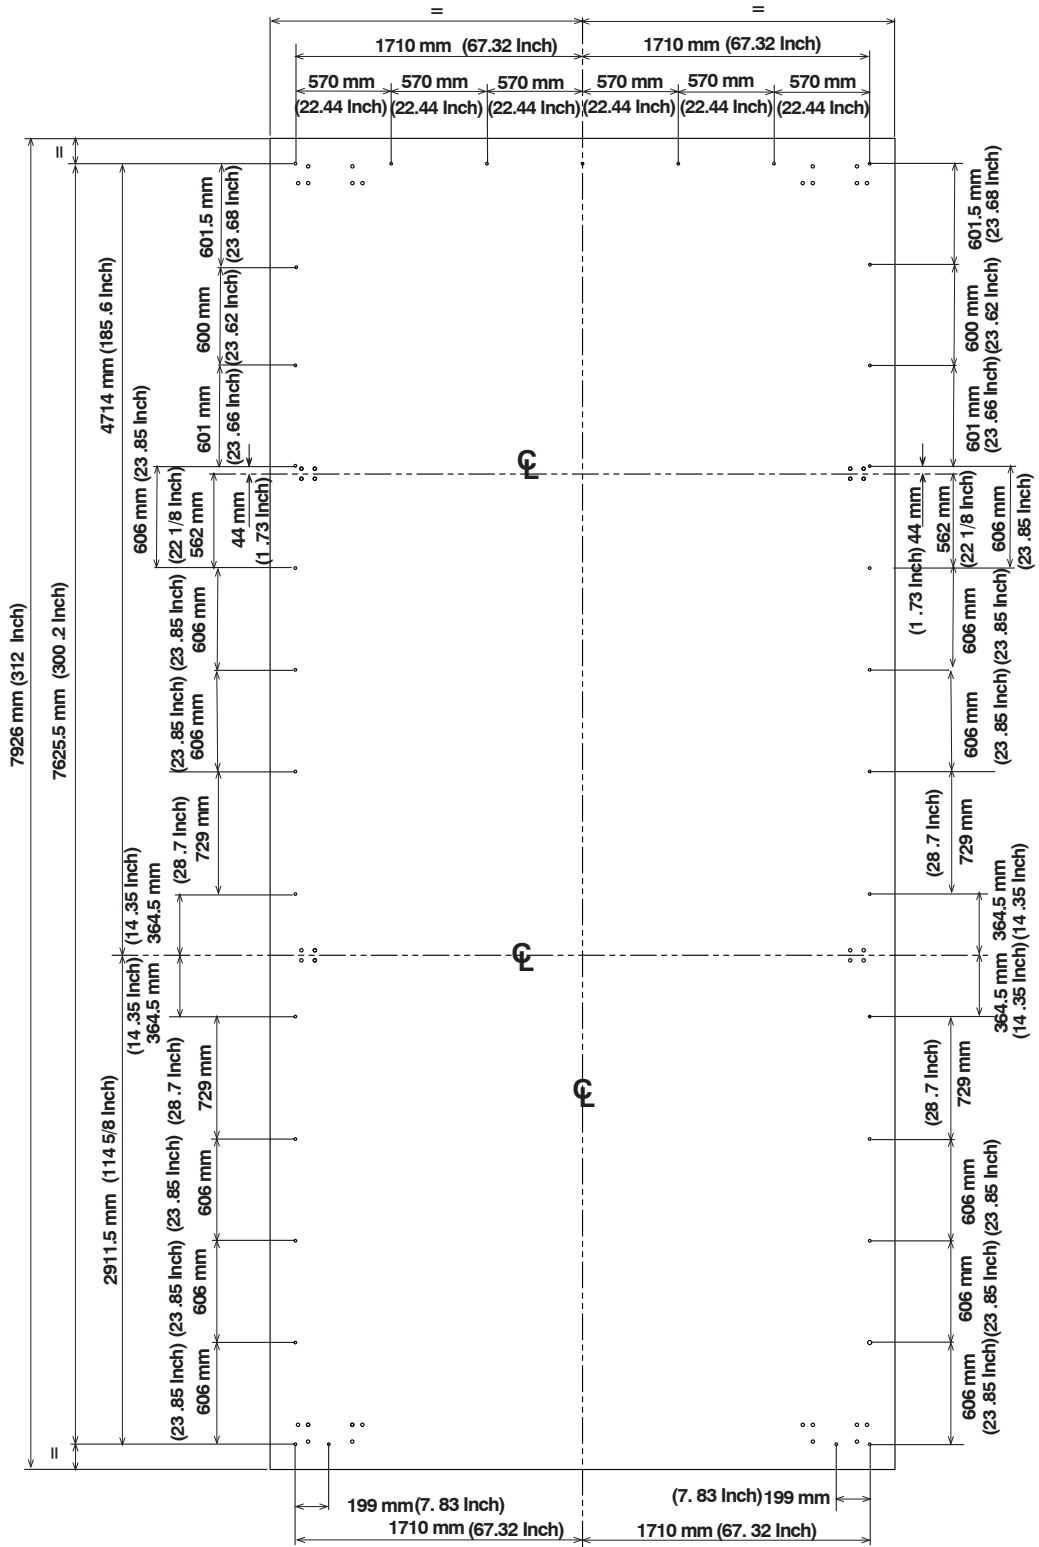 = =
1710 mm (67.32 Inch) 1710 mm (67.32 Inch)
570 mm 570 mm 570 mm 570 mm 570 mm 570 mm
(22.44 Inch) (22.44 Inch) (22.44 Inch) (22.44 Inch) (22.44 Inch) (22.44 Inch)
=
7926 mm (312 Inch)
7625.5 mm (300 .2 Inch)
4714 mm (185 .6 Inch)
2911.5 mm (114 5/8 Inch)
=
601.5 mm
(23 .68 Inch)
600 mm
(23 .62 Inch)
601 mm
(23 .66 Inch)
606 mm (23 .85 Inch)
(22 1/8 Inch)
562 mm
44 mm
(1 .73 Inch)
(23 .85 Inch)
606 mm
(23 .85 Inch)
606 mm
(28 .7 Inch)
729 mm
(14 .35 Inch)
364.5 mm
(14 .35 Inch)
364.5 mm
(28 .7 Inch)
729 mm
(23 .85 Inch)
606 mm
(23 .85 Inch)
606 mm
(23 .85 Inch)
606 mm
℄
℄
℄
601.5 mm
(23 .68 Inch)
600 mm
(23 .62 Inch)
601 mm
(23 .66 Inch)
(1 .73 Inch) 44 mm
562 mm
(22 1/8 Inch)
606 mm
(23 .85 Inch)
606 mm
(23 .85 Inch)
606 mm
(23 .85 Inch)
(28 .7 Inch)
729 mm
364.5 mm
(14 .35 Inch)
364.5 mm
(14 .35 Inch)
(28 .7 Inch)
729 mm
606 mm
(23 .85 Inch)
606 mm
(23 .85 Inch)
606 mm
(23 .85 Inch)
199 mm (7. 83 Inch) (7. 83 Inch) 199 mm
1710 mm (67.32 Inch) 1710 mm (67. 32 Inch)